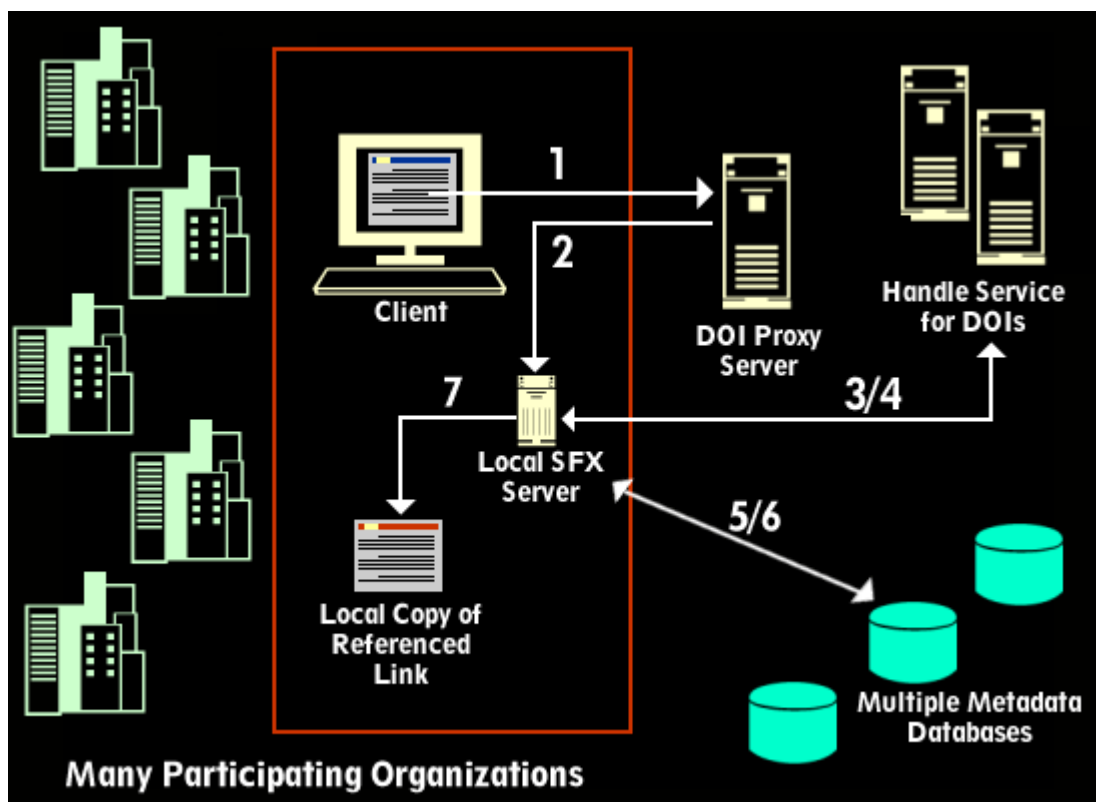 1
2
Client
DOI Proxy
Server
Handle Service
for DOIs
3/4
7
Local SFX
Server
5/6
Local Copy of
Referenced
Link
Multiple Metadata
Databases
Many Participating Organizations